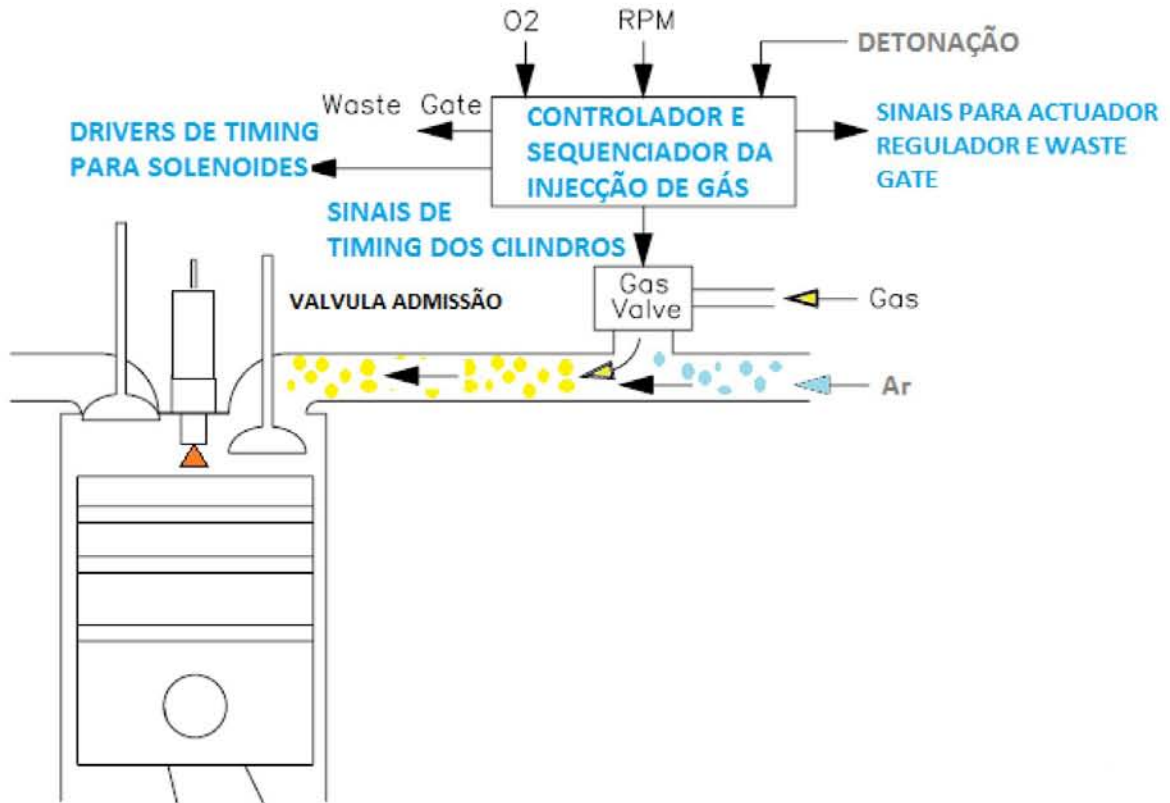 O2
RPM
DETONAÇÃO
Waste Gate
DRIVERS DE TIMING
PARA SOLENOIDES
CONTROLADOR E
SEQUENCIADOR DA
INJECÇÃO DE GÁS
SINAIS PARA ACTUADOR
REGULADOR E WASTE
GATE
SINAIS DE
TIMING DOS CILINDROS
VALVULA ADMISSÃO
Gas
Valve
Gas
Ar